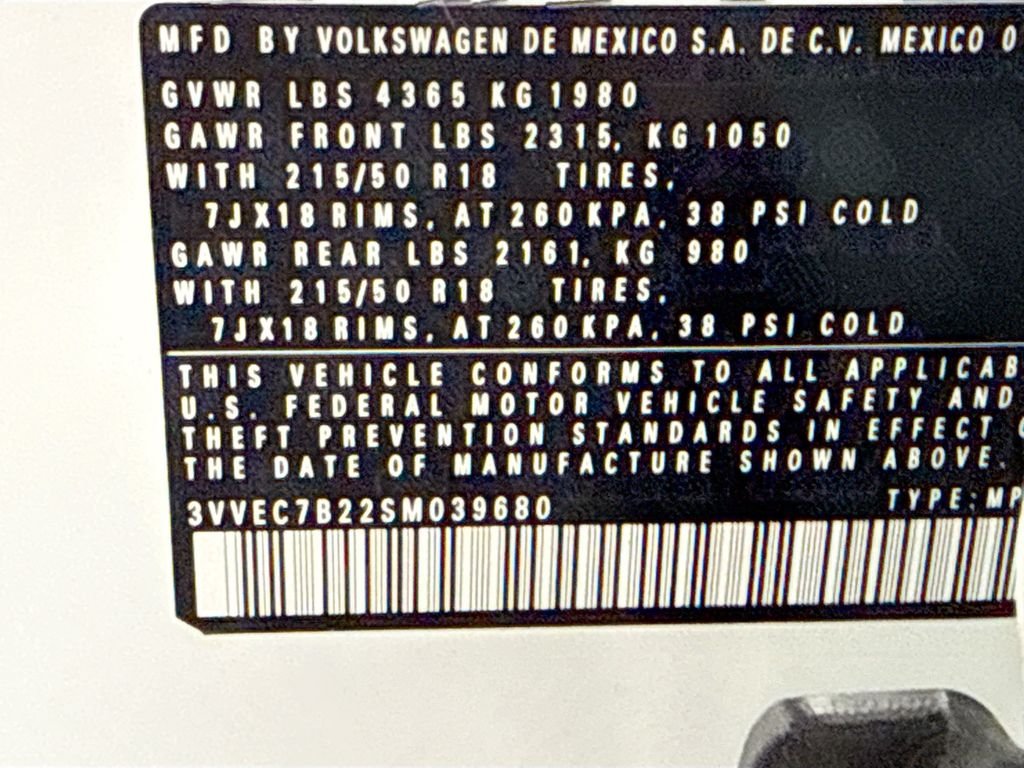 MFD BY VOLKSWAGEN DE MEXICO S.A. DE C.V. MEXICO
GVWR LBS 4365 KG 1980
GAWR FRONT LBS 2315, KG 1050
WITH 215/50 R18 TIRES,
7JX18 RIMS, AT 260 KPA, 38 PSI COLD
GAWR REAR LBS 2161, KG 980
WITH 215/50 R18 TIRES,
7JX18 RIMS, AT 260 KPA, 38 PSI COLD
THIS VEHICLE CONFORMS TO ALL APPLICAB
U.S. FEDERAL MOTOR VEHICLE SAFETY AND
THEFT PREVENTION STANDARDS IN EFFECT
THE DATE OF MANUFACTURE SHOWN ABOVE.
3VVEC7B22SM039680 TYPE:MP